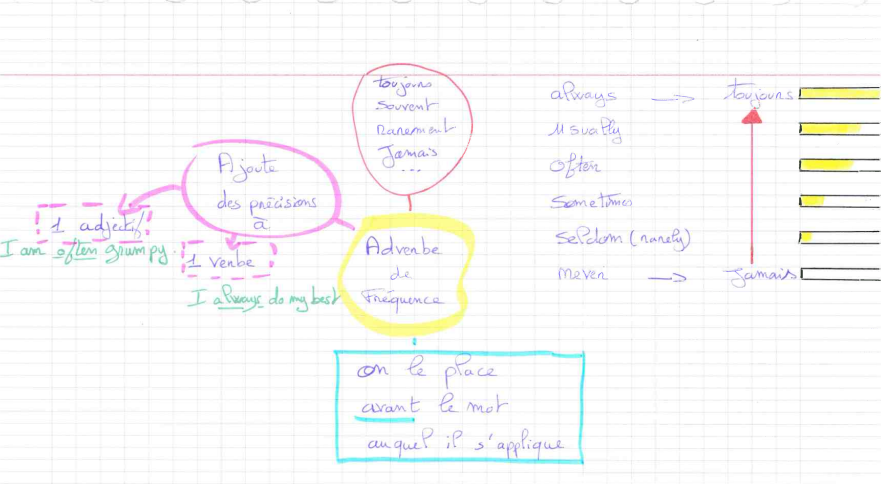 toujours
souvent
rarement
Jamais
...
Ajoute
des précisions
à
1 adjectif
I am often grumpy
1 verbe
I always do my best
Adverbe
de
Fréquence
on le place
avant le mot
auquel il s'applique
always → toujours
usually
often
sometimes
seldom (rarely)
never → Jamais